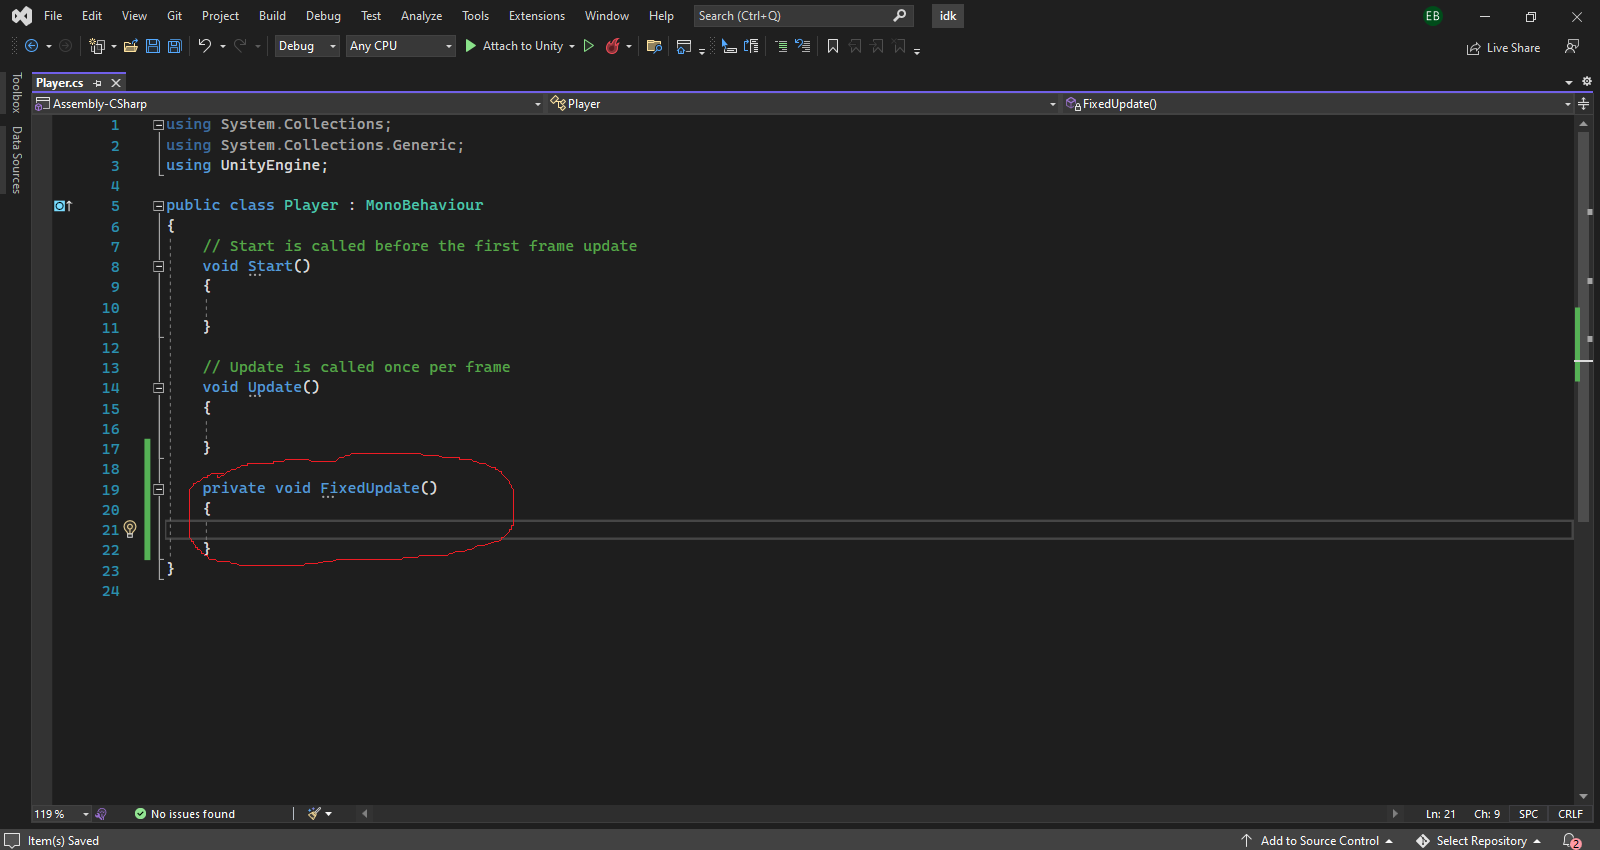 File Edit View Git Project Build Debug Test Analyze Tools Extensions Window Help Search (Ctrl+Q) idk EB
Debug Any CPU Attach to Unity Live Share
Toolbox
Data Sources
Player.cs
Assembly-CSharp Player FixedUpdate()
1 using System.Collections;
2 using System.Collections.Generic;
3 using UnityEngine;
4
5 public class Player : MonoBehaviour
6 {
7 // Start is called before the first frame update
8 void Start()
9 {
10
11 }
12
13 // Update is called once per frame
14 void Update()
15 {
16
17 }
18
19 private void FixedUpdate()
20 {
21
22 }
23 }
24
119 % No issues found Ln: 21 Ch: 9 SPC CRLF
Item(s) Saved Add to Source Control Select Repository 2